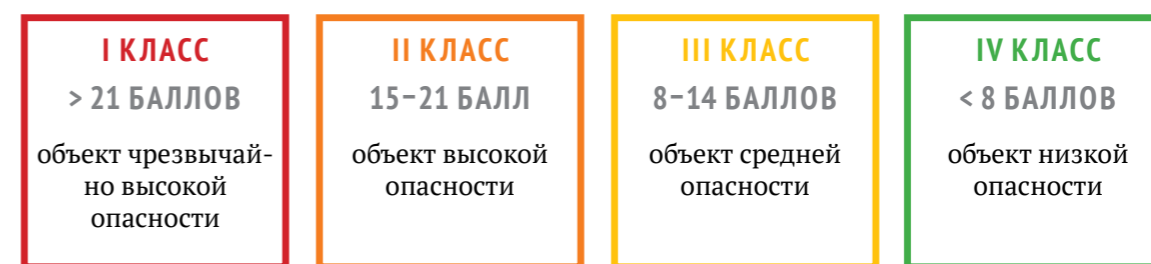 I КЛАСС
> 21 БАЛЛОВ
объект чрезвычай-
но высокой
опасности
II КЛАСС
15–21 БАЛЛ
объект высокой
опасности
III КЛАСС
8–14 БАЛЛОВ
объект средней
опасности
IV КЛАСС
< 8 БАЛЛОВ
объект низкой
опасности